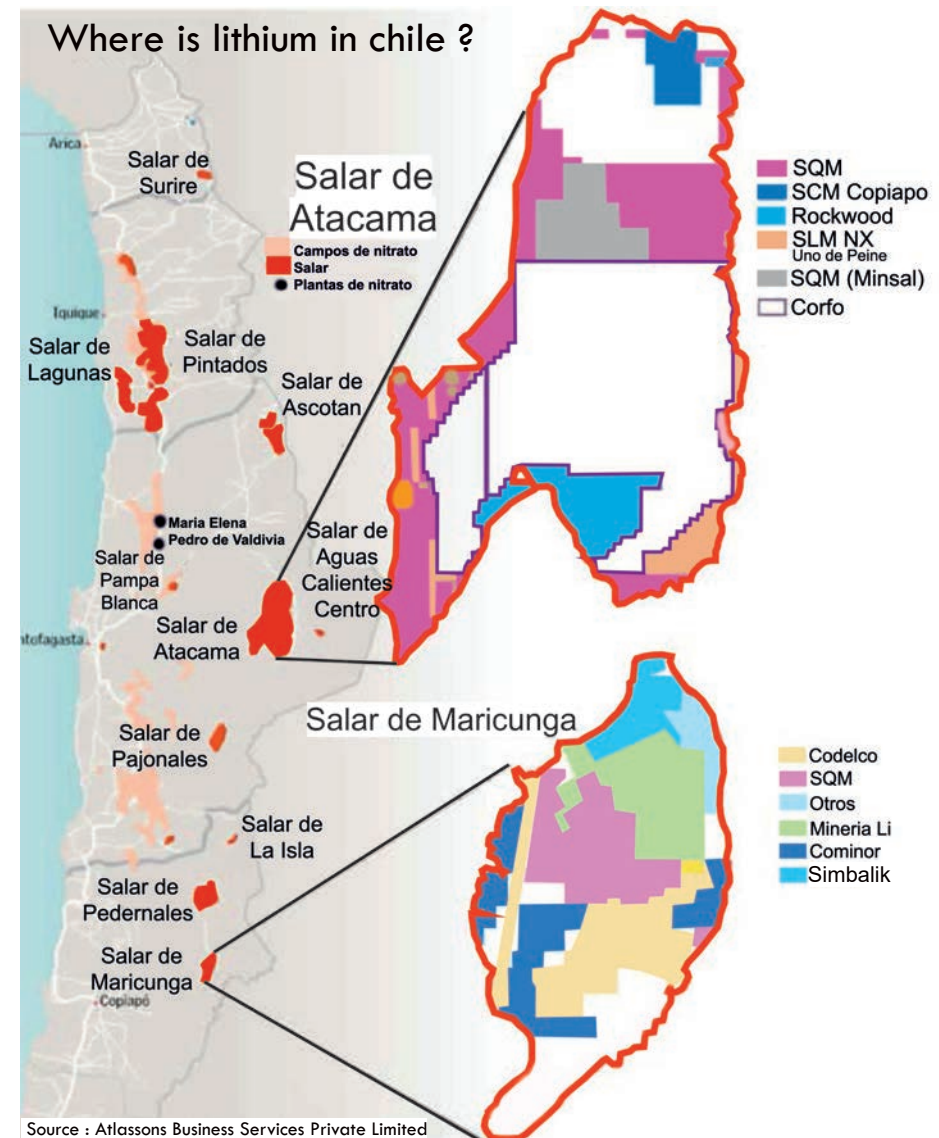 Where is lithium in chile ?
Arica
Salar de
Surire
Salar de
Atacama
Campos de nitrato
Salar
Plantas de nitrato
Iquique
Salar de
Lagunas
Salar de
Pintados
Salar de
Ascotan
Maria Elena
Pedro de Valdivia
Salar de
Pampa
Blanca
Salar de
Aguas
Calientes
Centro
Salar de
Atacama
ntofagasta
Salar de
Pajonales
Salar de
La Isla
Salar de
Pedernales
Salar de
Maricunga
Copiapó
SQM
SCM Copiapo
Rockwood
SLM NX
Uno de Peine
SQM (Minsal)
Corfo
Salar de Maricunga
Codelco
SQM
Otros
Mineria Li
Cominor
Simbalik
Source : Atlassons Business Services Private Limited